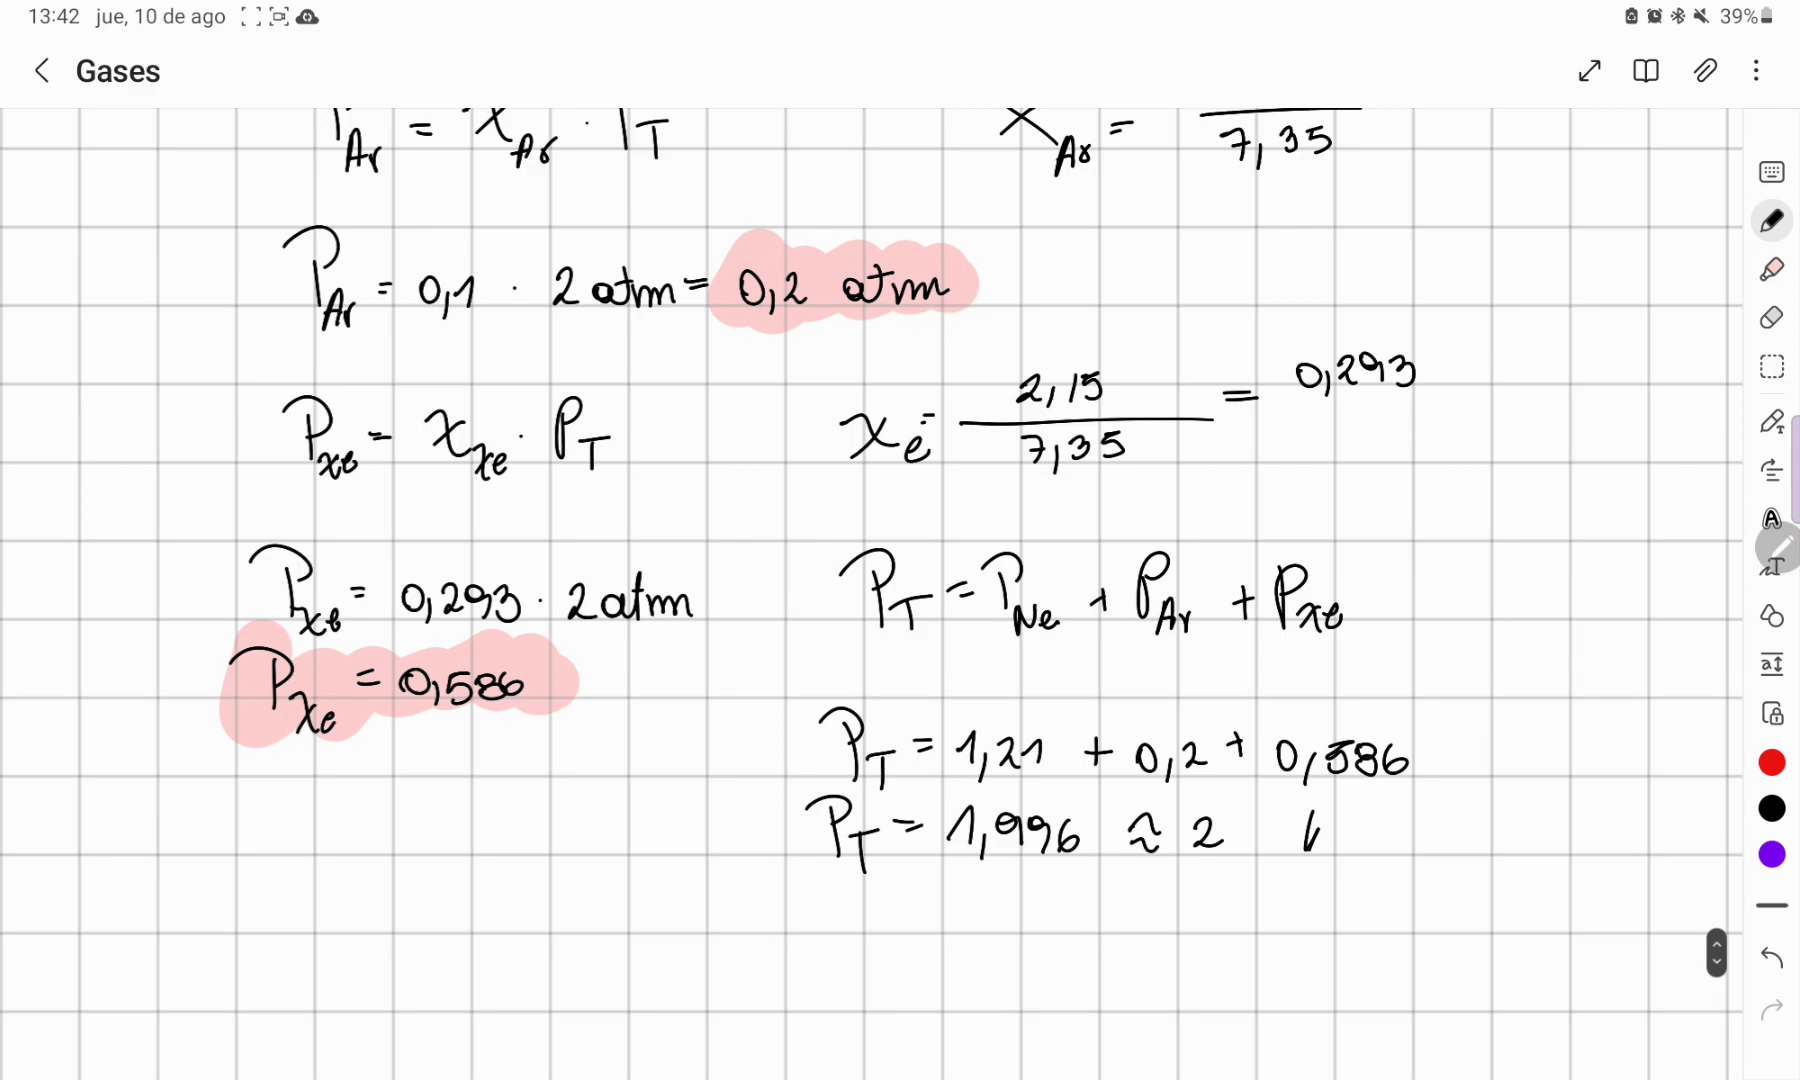 13:42 jue, 10 de ago 39%
Gases
P_Ar = x_Ar · P_T
x_Ar = 7,35
P_Ar = 0,1 · 2 atm = 0,2 atm
P_xe = x_xe · P_T
x_e = 2,15 / 7,35 = 0,293
P_xe = 0,293 · 2 atm
P_T = P_Ne + P_Ar + P_xe
P_xe = 0,586
P_T = 1,21 + 0,2 + 0,586
P_T = 1,996 ≈ 2